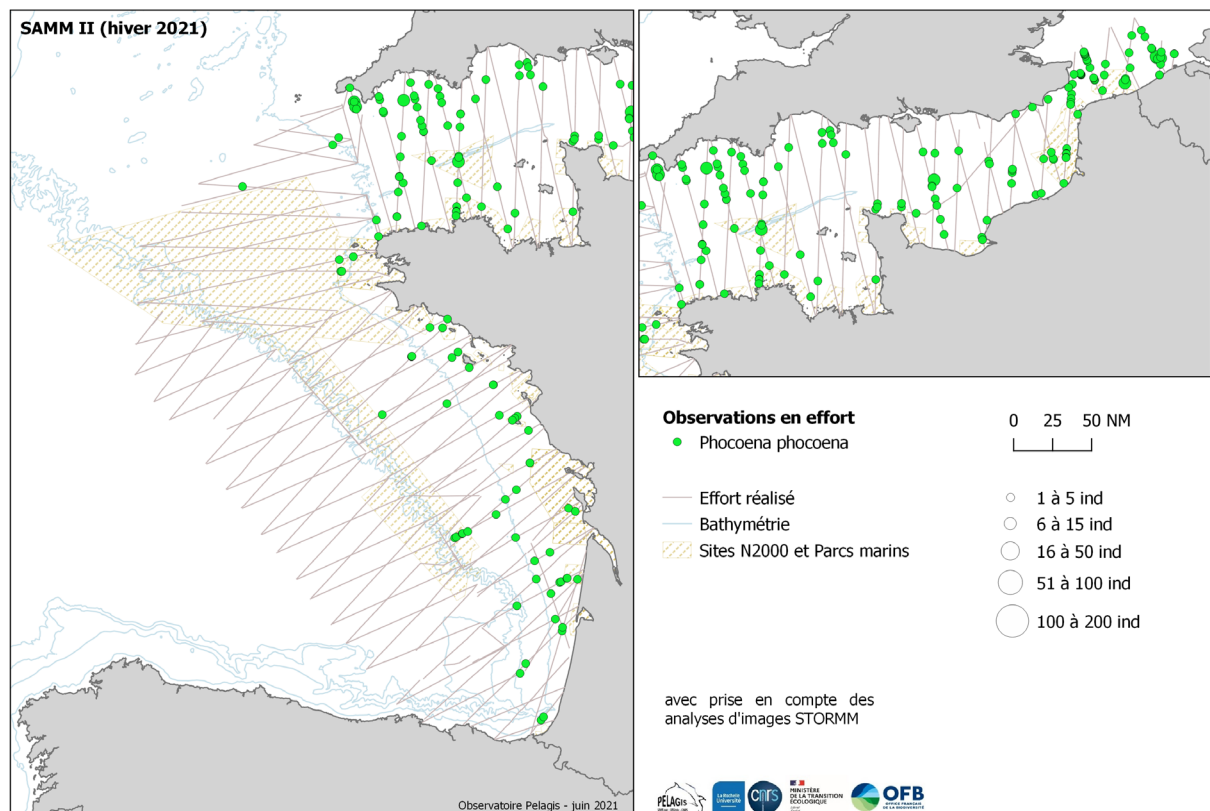 SAMM II (hiver 2021)
Observatoire Pelagis - juin 2021
Observations en effort
Phocoena phocoena
Effort réalisé
Bathymétrie
Sites N2000 et Parcs marins
0 25 50 NM
1 à 5 ind
6 à 15 ind
16 à 50 ind
51 à 100 ind
100 à 200 ind
avec prise en compte des
analyses d'images STORMM
PELAGIS
La Rochelle
Université
cnrs
MINISTÈRE
DE LA TRANSITION
ÉCOLOGIQUE
OFB
OFFICE FRANÇAIS
DE LA BIODIVERSITÉ